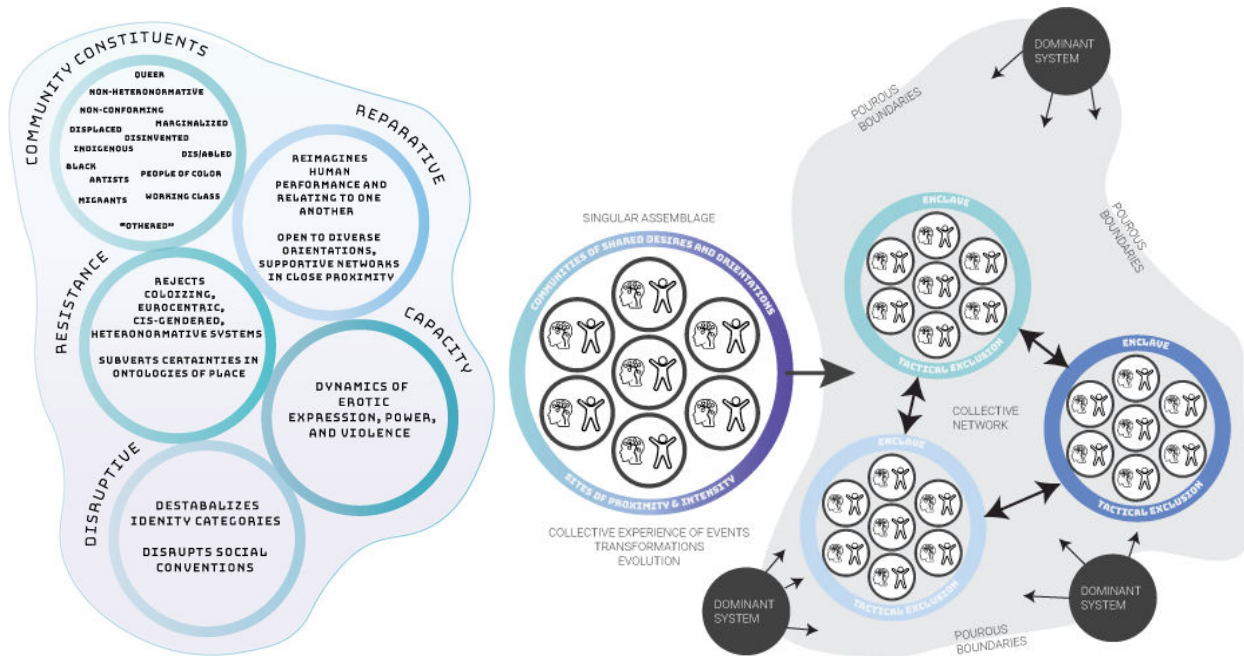 COMMUNITY CONSTITUENTS
QUEER
NON-HETERONORMATIVE
NON-CONFORMING
MARGINALIZED
DISPLACED
DISINVENTED
INDIGENOUS
DIS/ABLED
BLACK
PEOPLE OF COLOR
ARTISTS
MIGRANTS
WORKING CLASS
"OTHERED"
REPARATIVE
REIMAGINES
HUMAN
PERFORMANCE AND
RELATING TO ONE
ANOTHER
OPEN TO DIVERSE
ORIENTATIONS,
SUPPORTIVE NETWORKS
IN CLOSE PROXIMITY
RESISTANCE
REJECTS
COLOIZING,
EUROCENTRIC,
CIS-GENDERED,
HETERONORMATIVE SYSTEMS
SUBVERTS CERTAINTIES IN
ONTOLOGIES OF PLACE
CAPACITY
DYNAMICS OF
EROTIC
EXPRESSION, POWER,
AND VIOLENCE
DISRUPTIVE
DESTABALIZES
IDENITY CATEGORIES
DISRUPTS SOCIAL
CONVENTIONS
SINGULAR ASSEMBLAGE
COMMUNITIES OF SHARED DESIRES AND ORIENTATIONS
SITES OF PROXIMITY & INTENSITY
COLLECTIVE EXPERIENCE OF EVENTS
TRANSFORMATIONS
EVOLUTION
DOMINANT
SYSTEM
POUROUS
BOUNDARIES
POUROUS
BOUNDARIES
ENCLAVE
TACTICAL EXCLUSION
ENCLAVE
TACTICAL EXCLUSION
COLLECTIVE
NETWORK
ENCLAVE
TACTICAL EXCLUSION
DOMINANT
SYSTEM
DOMINANT
SYSTEM
POUROUS
BOUNDARIES